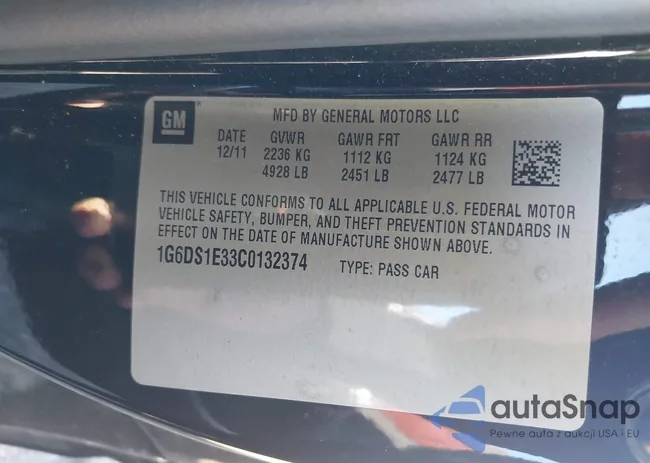 GM
MFD BY GENERAL MOTORS LLC
DATE GVWR GAWR FRT GAWR RR
12/11 2236 KG 1112 KG 1124 KG
4928 LB 2451 LB 2477 LB
THIS VEHICLE CONFORMS TO ALL APPLICABLE U.S. FEDERAL MOTOR
VEHICLE SAFETY, BUMPER, AND THEFT PREVENTION STANDARDS IN
EFFECT ON THE DATE OF MANUFACTURE SHOWN ABOVE.
1G6DS1E33C0132374 TYPE: PASS CAR
autaSnap
Pewne auta z aukcji USA i EU